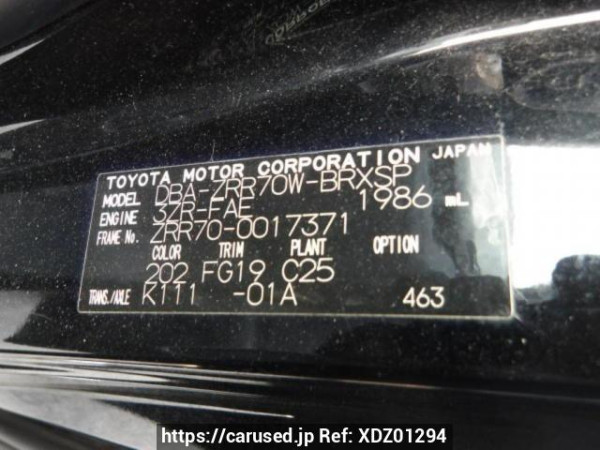 TOYOTA MOTOR CORPORATION JAPAN
MODEL DBA-ZRR70W-BRXSP
ENGINE 3ZR-FAE 1986 mL
FRAME No. ZRR70-0017371
COLOR TRIM PLANT OPTION
202 FG19 C25
TRANS./AXLE K111 -01A 463
https://carused.jp Ref: XDZ01294